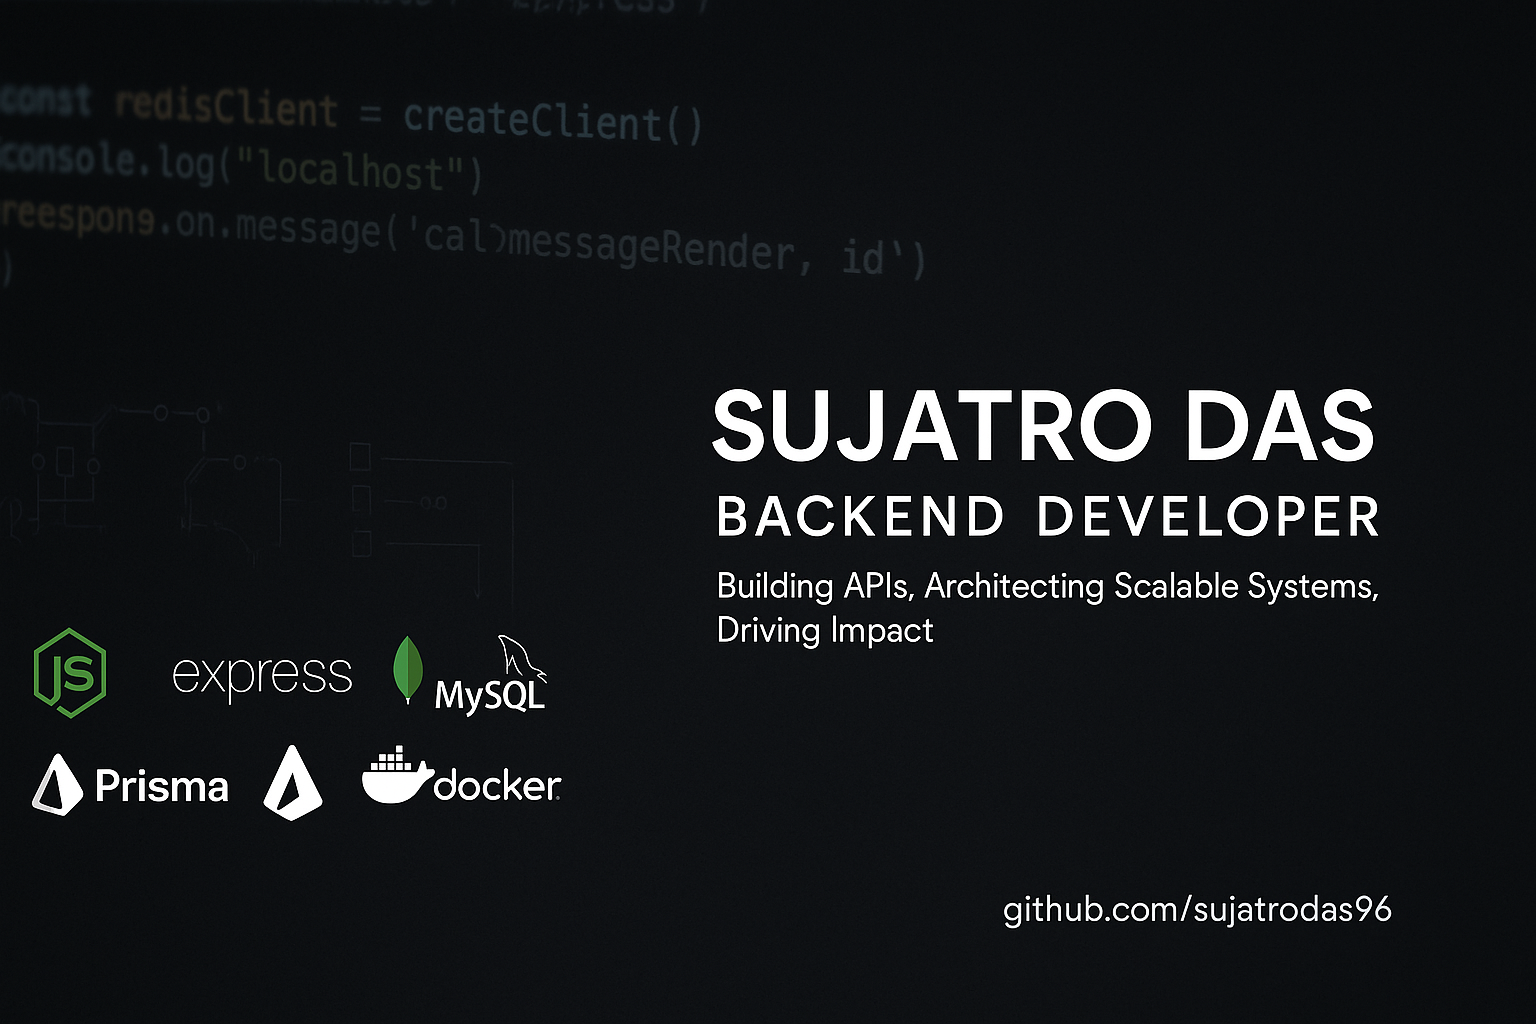 const redisClient = createClient()
console.log("localhost")
reespon9.on.message('cal>messageRender, id`)
)
SUJATRO DAS
BACKEND DEVELOPER
Building APIs, Architecting Scalable Systems,
Driving Impact
JS
express
MySQL
Prisma
docker
github.com/sujatrodas96